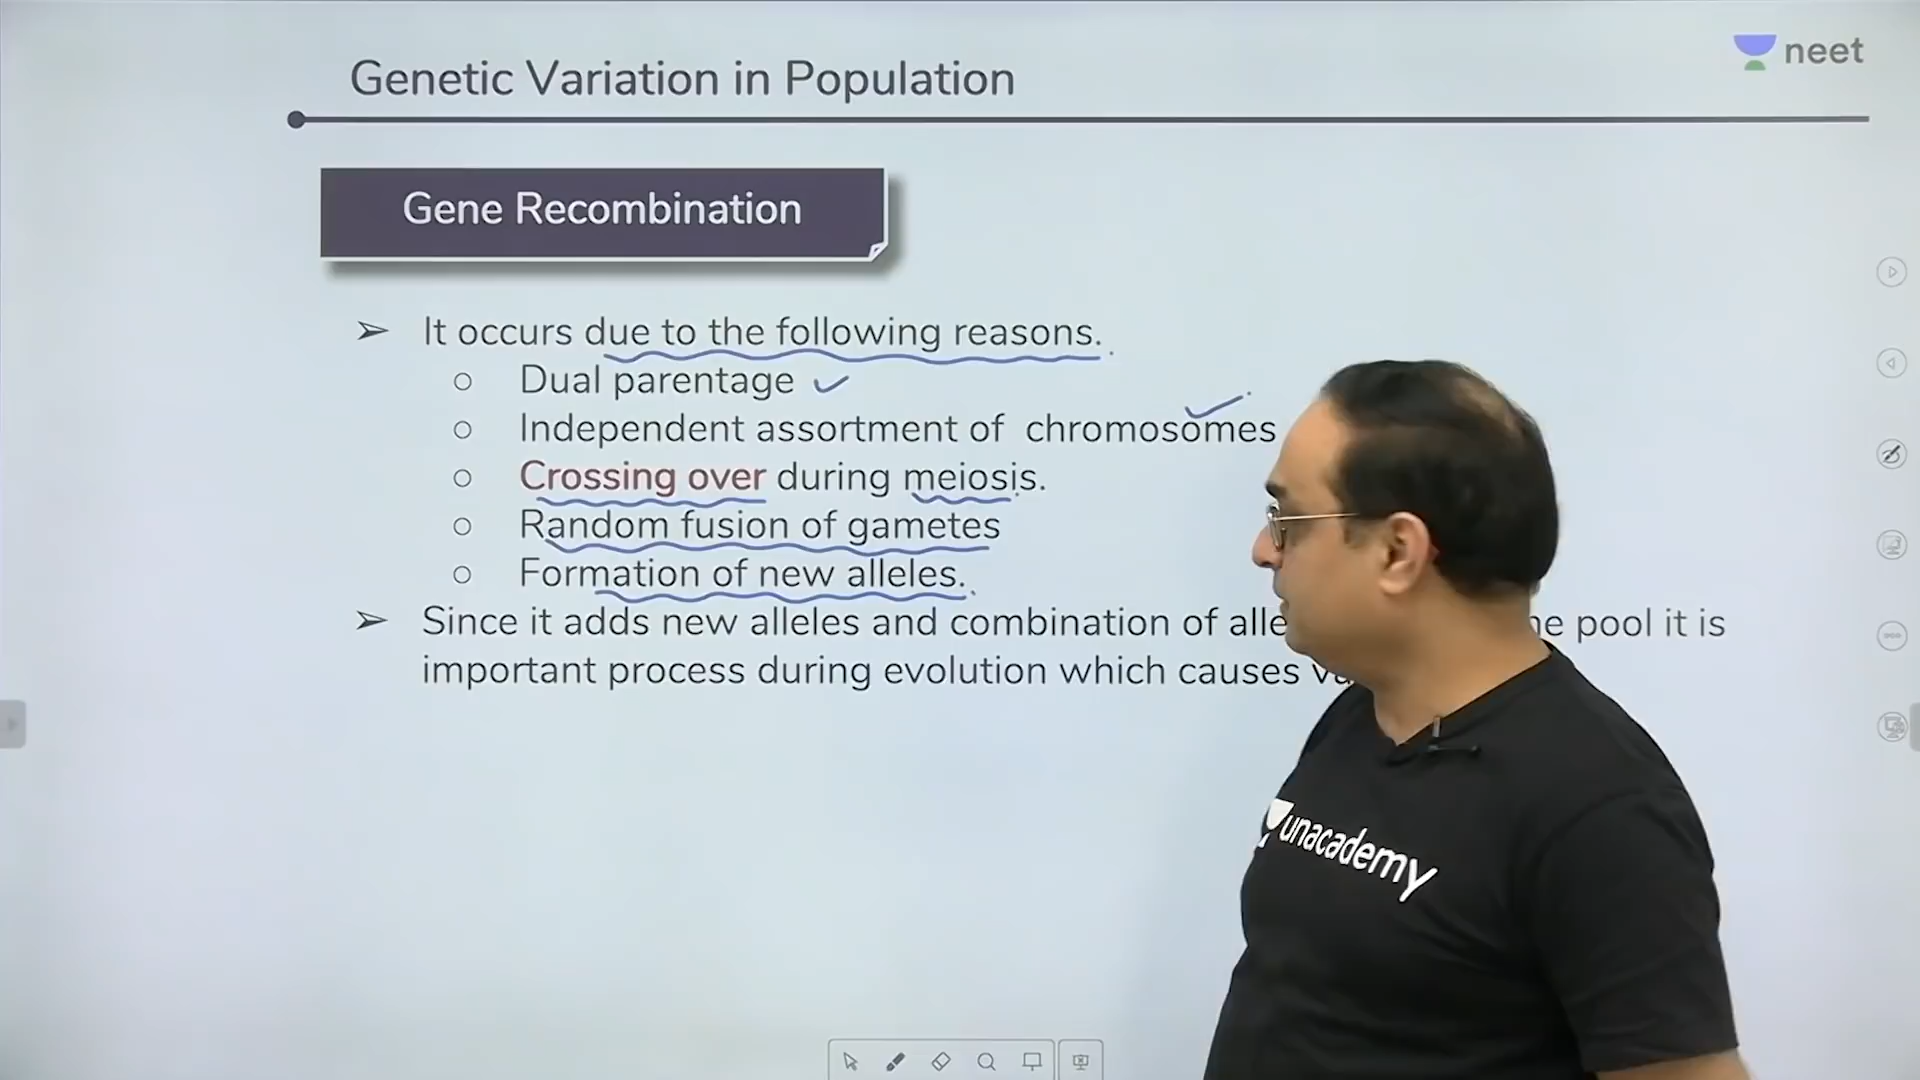 neet
Genetic Variation in Population
Gene Recombination
➢ It occurs due to the following reasons.
○ Dual parentage
○ Independent assortment of chromosomes
○ Crossing over during meiosis.
○ Random fusion of gametes
○ Formation of new alleles.
➢ Since it adds new alleles and combination of pool it is
important process during evolution which causes
unacademy